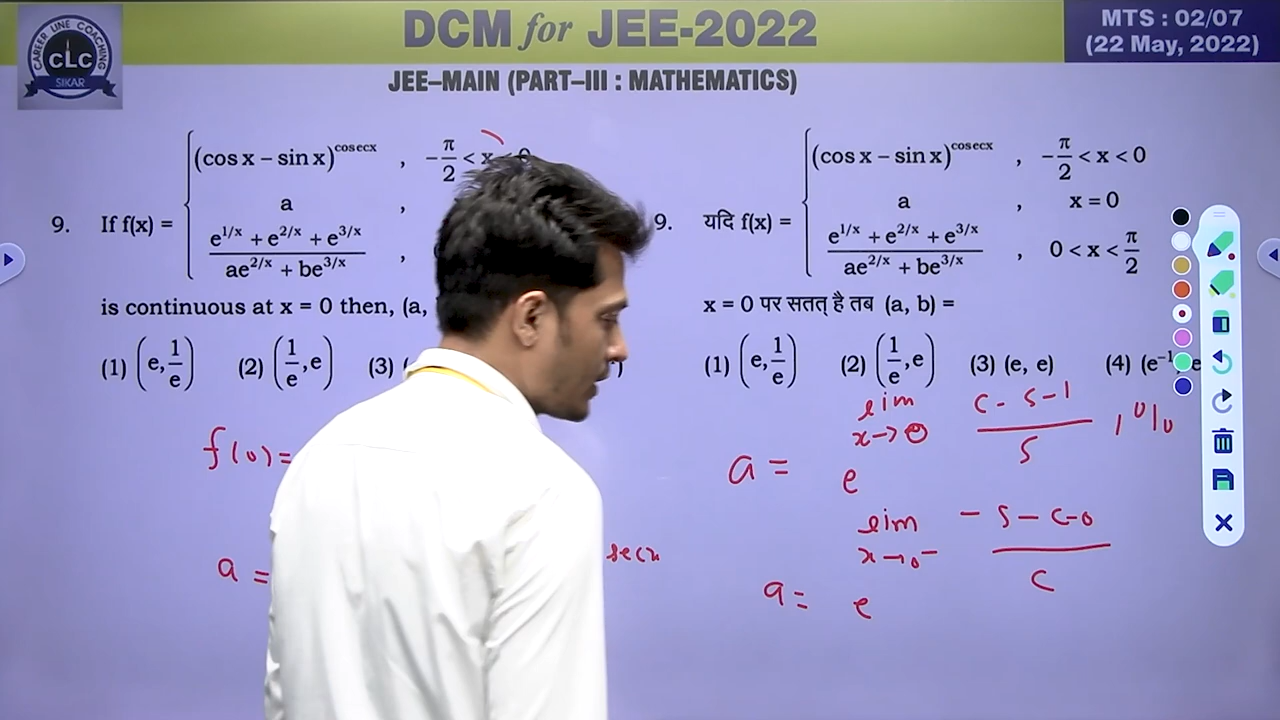 DCM for JEE-2022
MTS : 02/07
(22 May, 2022)
CAREER LINE COACHING
CLC
SIKAR
JEE–MAIN (PART–III : MATHEMATICS)
9. If f(x) = { (cos x – sin x)^cosecx , -π/2 < x < 0
a ,
(e^1/x + e^2/x + e^3/x)/(ae^2/x + be^3/x) ,
is continuous at x = 0 then, (a,
(1) (e, 1/e) (2) (1/e, e) (3) (
f(0) =
a = secx
9. यदि f(x) = { (cos x – sin x)^cosecx , -π/2 < x < 0
a , x = 0
(e^1/x + e^2/x + e^3/x)/(ae^2/x + be^3/x) , 0 < x < π/2
x = 0 पर सतत् है तब (a, b) =
(1) (e, 1/e) (2) (1/e, e) (3) (e, e) (4) (e^-1, e
a = e^ lim x→0 (c - s - 1)/s , 0/0
a = e^ lim x→0^- (-s - c - 0)/c